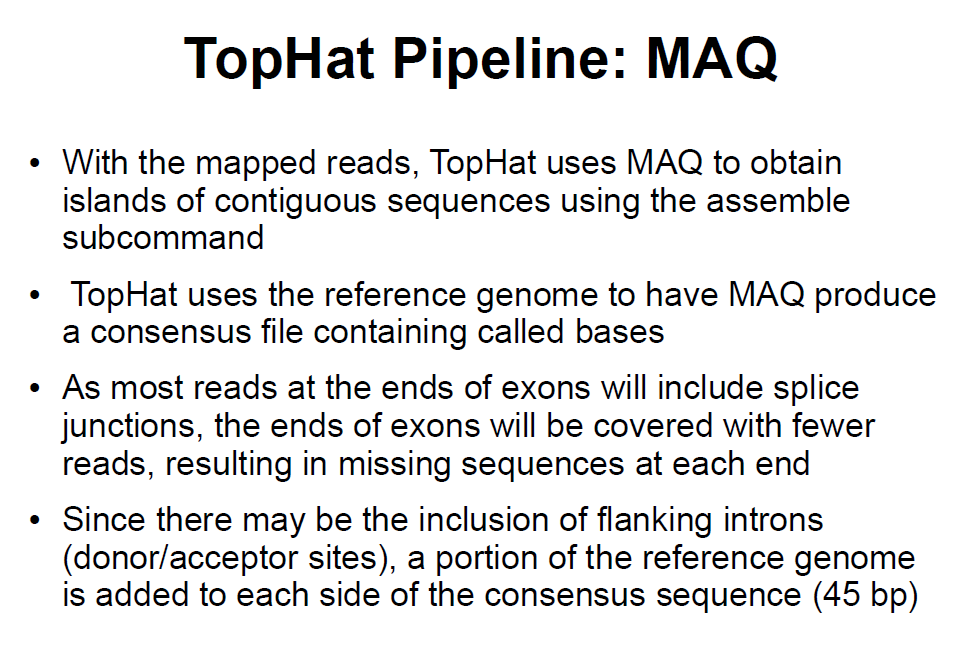 TopHat Pipeline: MAQ
• With the mapped reads, TopHat uses MAQ to obtain
islands of contiguous sequences using the assemble
subcommand
• TopHat uses the reference genome to have MAQ produce
a consensus file containing called bases
• As most reads at the ends of exons will include splice
junctions, the ends of exons will be covered with fewer
reads, resulting in missing sequences at each end
• Since there may be the inclusion of flanking introns
(donor/acceptor sites), a portion of the reference genome
is added to each side of the consensus sequence (45 bp)